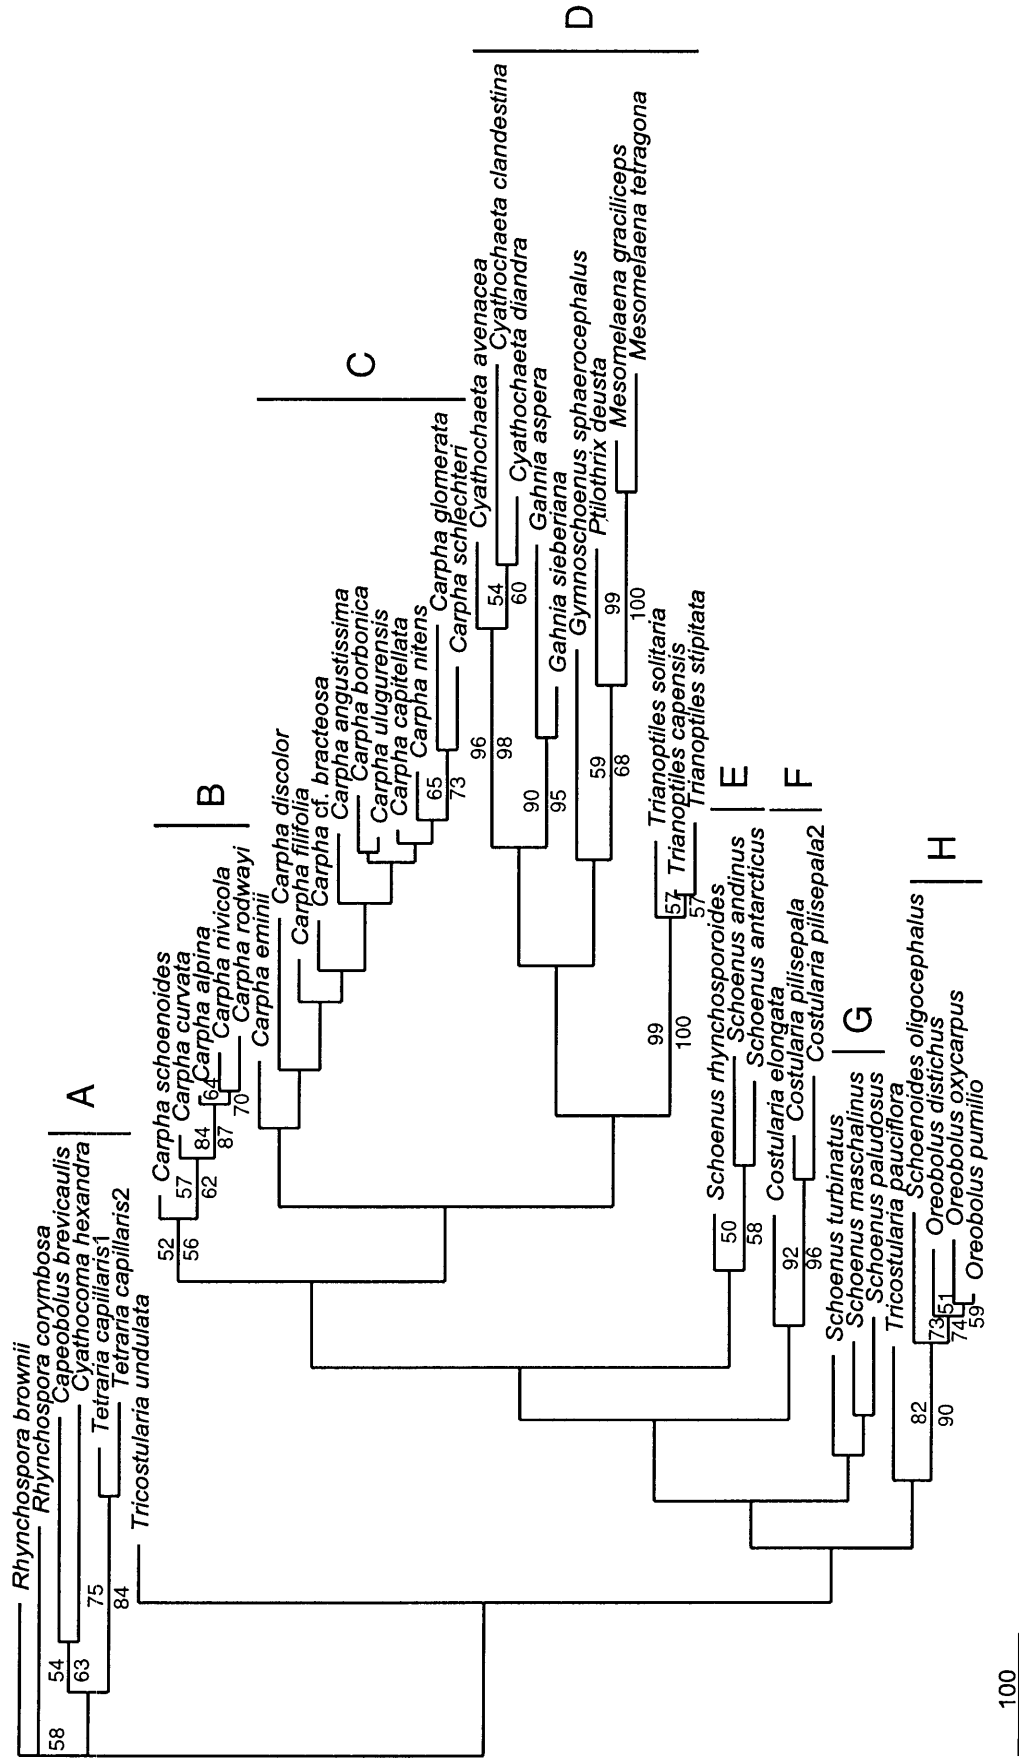 Rhynchospora brownii
Rhynchospora corymbosa
Capeobolus brevicaulis
Cyathocoma hexandra
Tetraria capillaris1
Tetraria capillaris2
Tricostularia undulata
A
58
54
63
75
84
Carpha schoenoides
Carpha curvata
Carpha alpina
Carpha nivicola
Carpha rodwayi
B
52
56
57
62
84
87
64
70
Carpha eminii
Carpha discolor
Carpha filifolia
Carpha cf. bracteosa
Carpha angustissima
Carpha borbonica
Carpha ulugurensis
Carpha capitellata
Carpha nitens
Carpha glomerata
Carpha schlechteri
C
65
73
Cyathochaeta avenacea
Cyathochaeta clandestina
Cyathochaeta diandra
Gahnia aspera
Gahnia sieberiana
Gymnoschoenus sphaerocephalus
Ptilothrix deusta
Mesomelaena graciliceps
Mesomelaena tetragona
D
96
98
54
60
90
95
59
68
99
100
Trianoptiles solitaria
Trianoptiles capensis
Trianoptiles stipitata
99
100
57
57
Schoenus rhynchosporoides
Schoenus andinus
Schoenus antarcticus
E
50
58
Costularia elongata
Costularia pilisepala
Costularia pilisepala2
F
92
96
Schoenus turbinatus
Schoenus maschalinus
Schoenus paludosus
G
Tricostularia pauciflora
Schoenoides oligocephalus
Oreobolus distichus
Oreobolus oxycarpus
Oreobolus pumilio
H
82
90
73
74
51
59
100